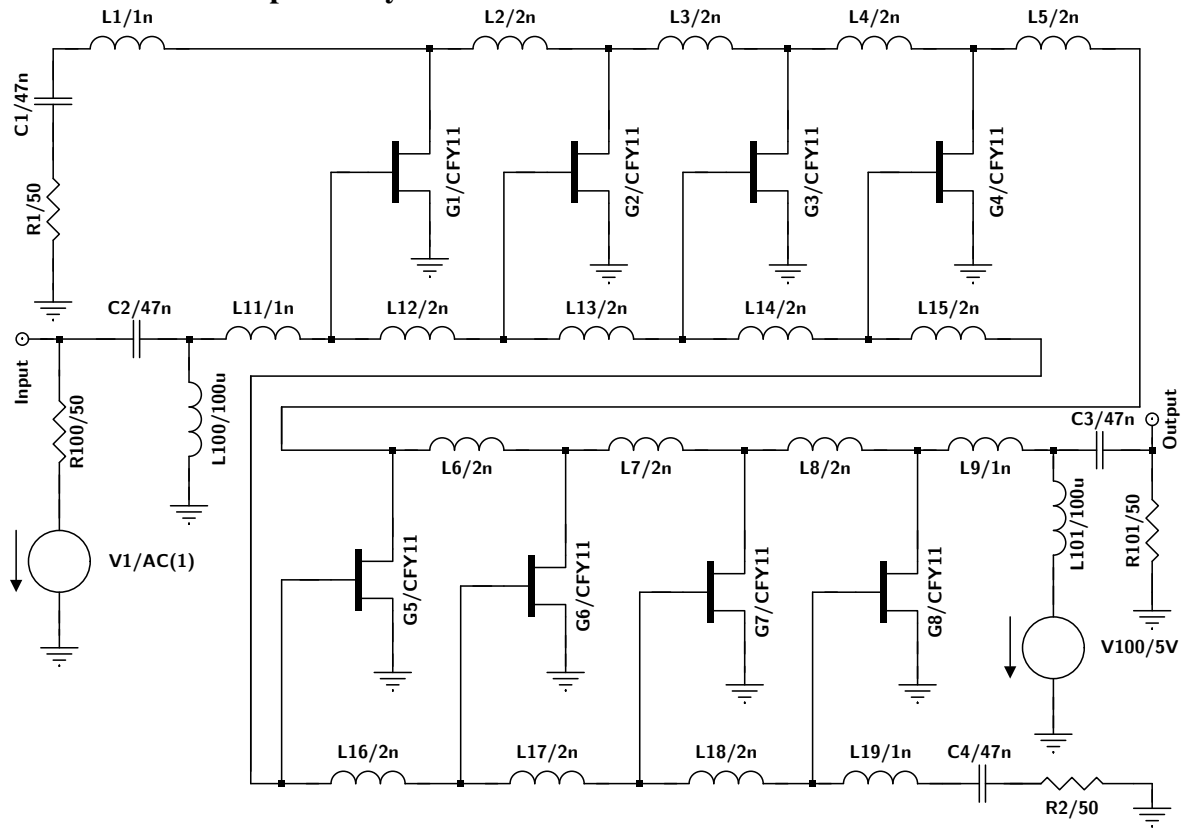 L1/1n
L2/2n
L3/2n
L4/2n
L5/2n
C1/47n
R1/50
G1/CFY11
G2/CFY11
G3/CFY11
G4/CFY11
C2/47n
L11/1n
L12/2n
L13/2n
L14/2n
L15/2n
Input
R100/50
L100/100u
V1/AC(1)
C3/47n
Output
L6/2n
L7/2n
L8/2n
L9/1n
L101/100u
R101/50
G5/CFY11
G6/CFY11
G7/CFY11
G8/CFY11
V100/5V
L16/2n
L17/2n
L18/2n
L19/1n
C4/47n
R2/50